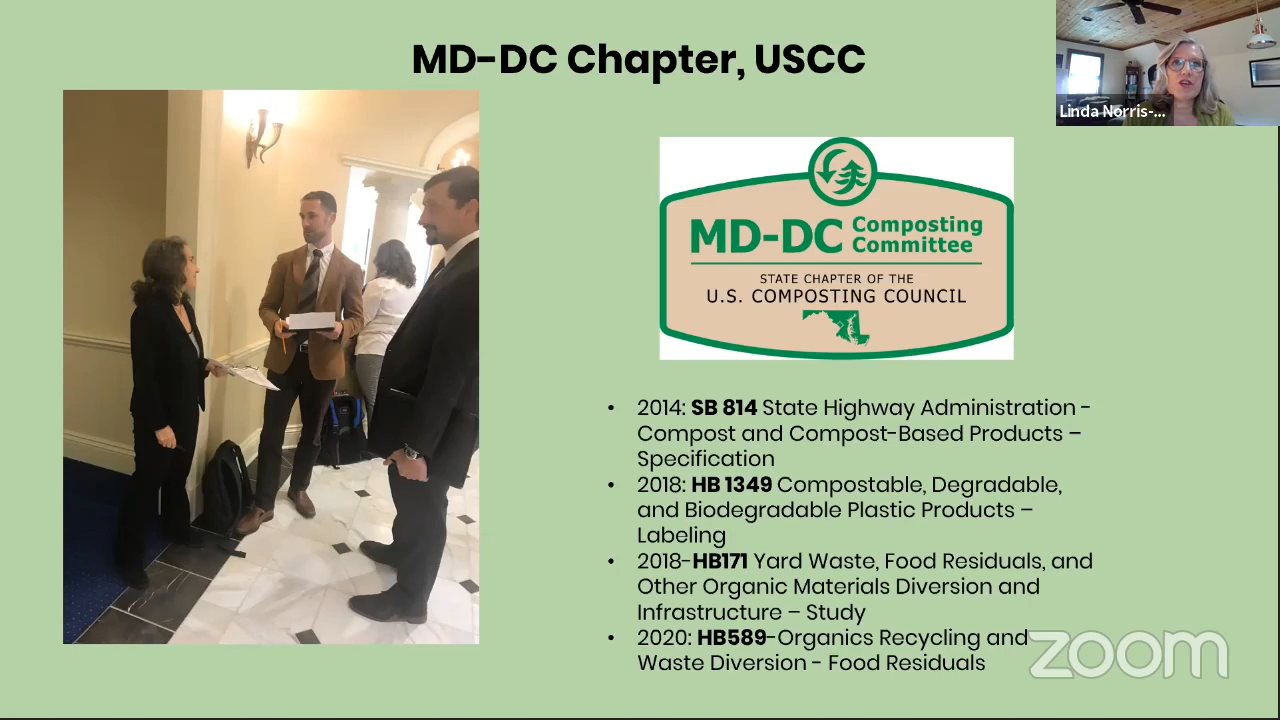 MD-DC Chapter, USCC
Linda Norris-...
MD-DC Composting
Committee
STATE CHAPTER OF THE
U.S. COMPOSTING COUNCIL
• 2014: SB 814 State Highway Administration -
Compost and Compost-Based Products –
Specification
• 2018: HB 1349 Compostable, Degradable,
and Biodegradable Plastic Products –
Labeling
• 2018-HB171 Yard Waste, Food Residuals, and
Other Organic Materials Diversion and
Infrastructure – Study
• 2020: HB589-Organics Recycling and
Waste Diversion - Food Residuals
zoom